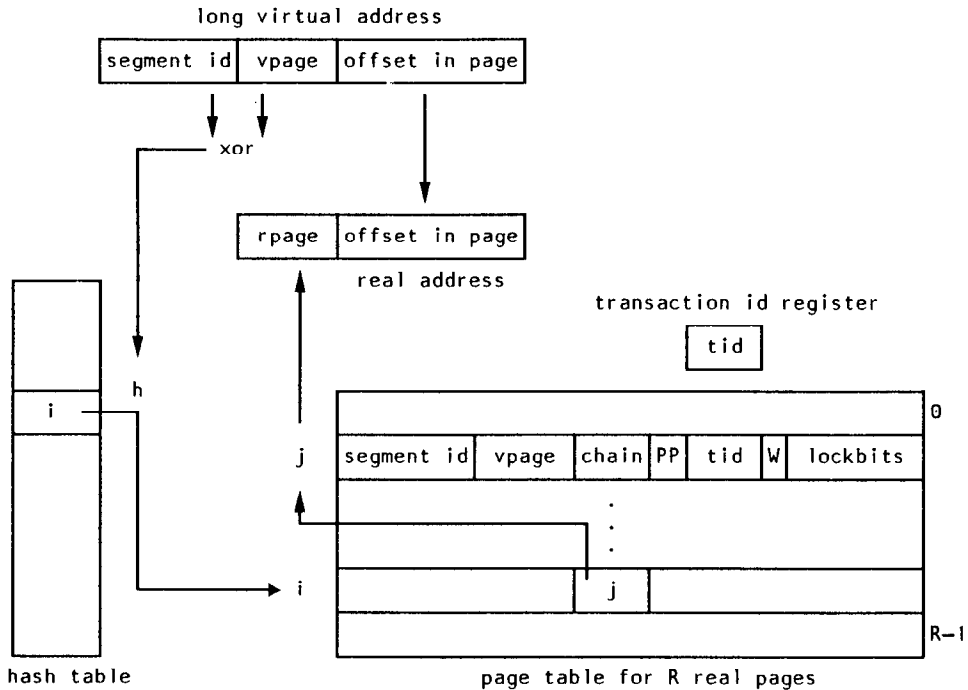 long virtual address
segment id vpage offset in page
xor
rpage offset in page
real address
transaction id register
tid
h
i
0
j
segment id vpage chain PP tid W lockbits
i
j
R-1
hash table
page table for R real pages